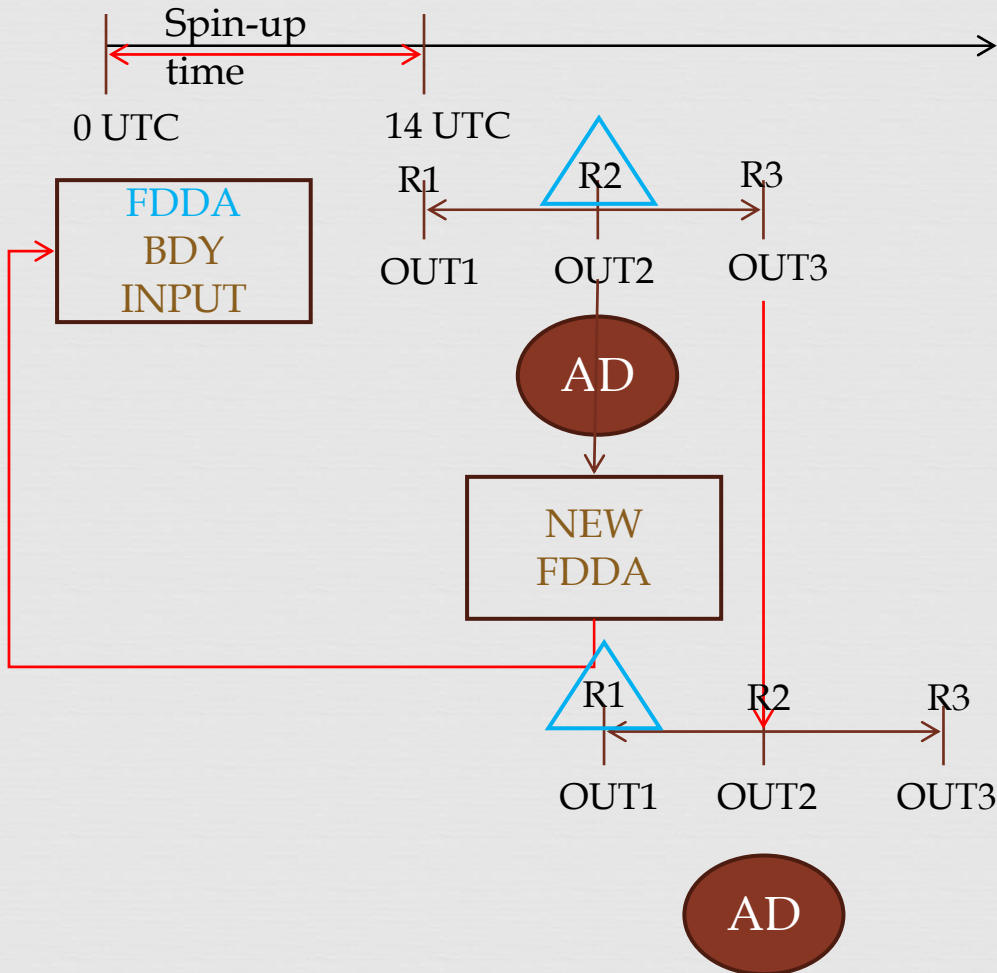 Spin-up
time
0 UTC
14 UTC
R1
R2
R3
FDDA
BDY
INPUT
OUT1
OUT2
OUT3
AD
NEW
FDDA
R1
R2
R3
OUT1
OUT2
OUT3
AD